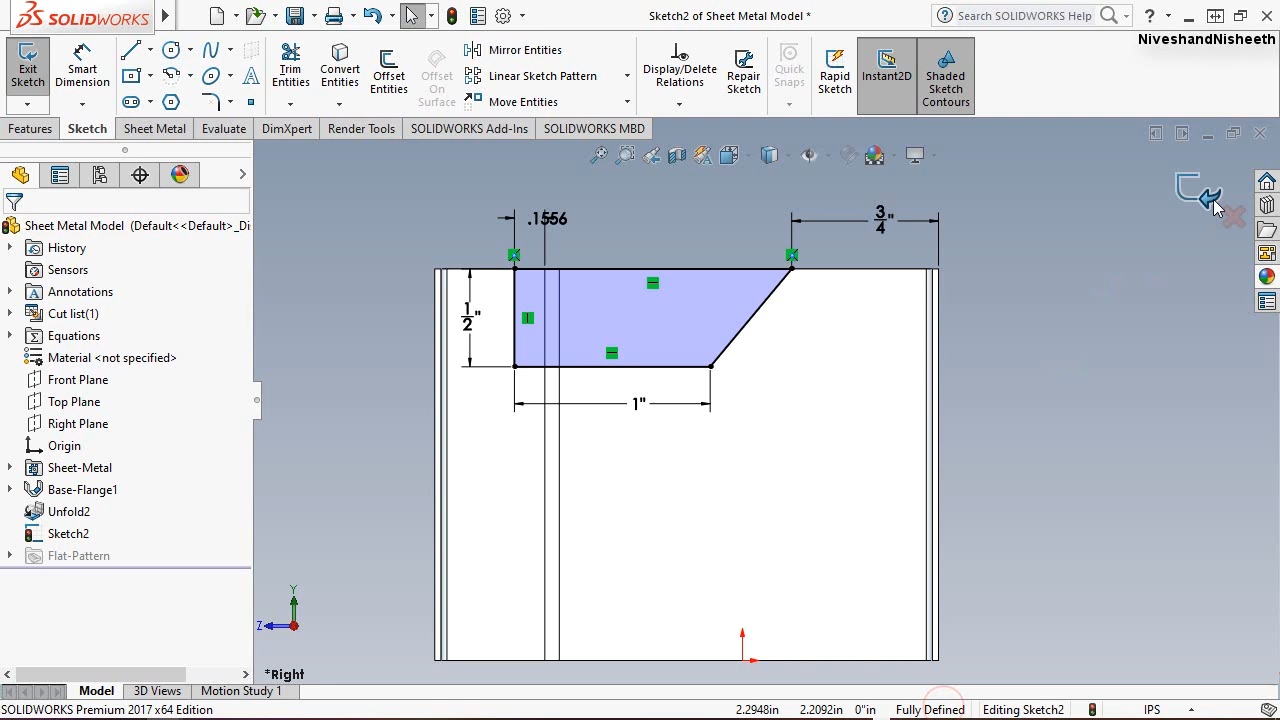 SOLIDWORKS
Sketch2 of Sheet Metal Model *
Search SOLIDWORKS Help
NiveshandNisheeth
Exit Sketch
Smart Dimension
Trim Entities
Convert Entities
Offset Entities
Offset On Surface
Mirror Entities
Linear Sketch Pattern
Move Entities
Display/Delete Relations
Repair Sketch
Quick Snaps
Rapid Sketch
Instant2D
Shaded Sketch Contours
Features Sketch Sheet Metal Evaluate DimXpert Render Tools SOLIDWORKS Add-Ins SOLIDWORKS MBD
Sheet Metal Model (Default<<Default>_Di
History
Sensors
Annotations
Cut list(1)
Equations
Material <not specified>
Front Plane
Top Plane
Right Plane
Origin
Sheet-Metal
Base-Flange1
Unfold2
Sketch2
Flat-Pattern
.1556
3/4"
1/2"
1"
Y
Z
*Right
Model 3D Views Motion Study 1
SOLIDWORKS Premium 2017 x64 Edition 2.2948in 2.2092in 0"in Fully Defined Editing Sketch2 IPS